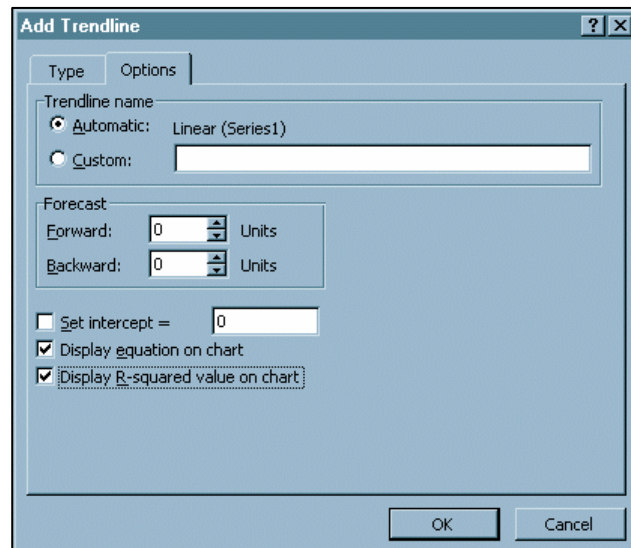 Add Trendline
Type Options
Trendline name
Automatic: Linear (Series1)
Custom:
Forecast
Forward: 0 Units
Backward: 0 Units
Set intercept = 0
Display equation on chart
Display R-squared value on chart
OK Cancel